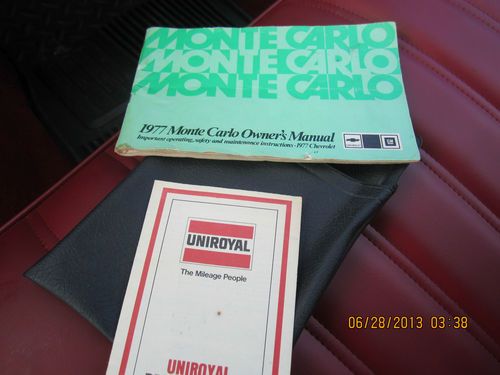 MONTE CARLO
MONTE CARLO
MONTE CARLO
1977 Monte Carlo Owner's Manual
Important operating, safety and maintenance instructions · 1977 Chevrolet
GM
UNIROYAL
The Mileage People
UNIROYAL
06/28/2013 03:38